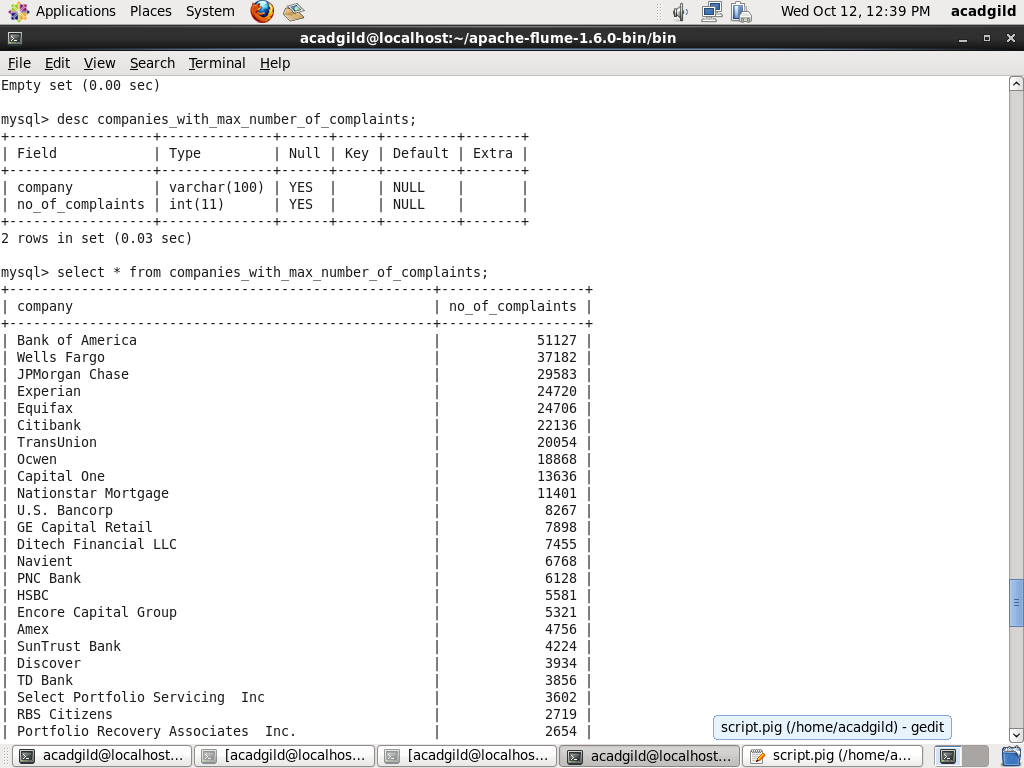 Applications Places System Wed Oct 12, 12:39 PM acadgild
acadgild@localhost:~/apache-flume-1.6.0-bin/bin
File Edit View Search Terminal Help
Empty set (0.00 sec)
mysql> desc companies_with_max_number_of_complaints;
+------------------+--------------+------+-----+---------+-------+
| Field            | Type         | Null | Key | Default | Extra |
+------------------+--------------+------+-----+---------+-------+
| company          | varchar(100) | YES  |     | NULL    |       |
| no_of_complaints | int(11)      | YES  |     | NULL    |       |
+------------------+--------------+------+-----+---------+-------+
2 rows in set (0.03 sec)
mysql> select * from companies_with_max_number_of_complaints;
+-----------------------------------------------------+------------------+
| company                                             | no_of_complaints |
+-----------------------------------------------------+------------------+
| Bank of America                                     |            51127 |
| Wells Fargo                                         |            37182 |
| JPMorgan Chase                                      |            29583 |
| Experian                                            |            24720 |
| Equifax                                             |            24706 |
| Citibank                                            |            22136 |
| TransUnion                                          |            20054 |
| Ocwen                                               |            18868 |
| Capital One                                         |            13636 |
| Nationstar Mortgage                                 |            11401 |
| U.S. Bancorp                                        |             8267 |
| GE Capital Retail                                   |             7898 |
| Ditech Financial LLC                                |             7455 |
| Navient                                             |             6768 |
| PNC Bank                                            |             6128 |
| HSBC                                                |             5581 |
| Encore Capital Group                                |             5321 |
| Amex                                                |             4756 |
| SunTrust Bank                                       |             4224 |
| Discover                                            |             3934 |
| TD Bank                                             |             3856 |
| Select Portfolio Servicing  Inc                     |             3602 |
| RBS Citizens                                        |             2719 |
| Portfolio Recovery Associates  Inc.                 |             2654 |
script.pig (/home/acadgild) - gedit
acadgild@localhost:... [acadgild@localhos... [acadgild@localhos... acadgild@localhost:... script.pig (/home/a...